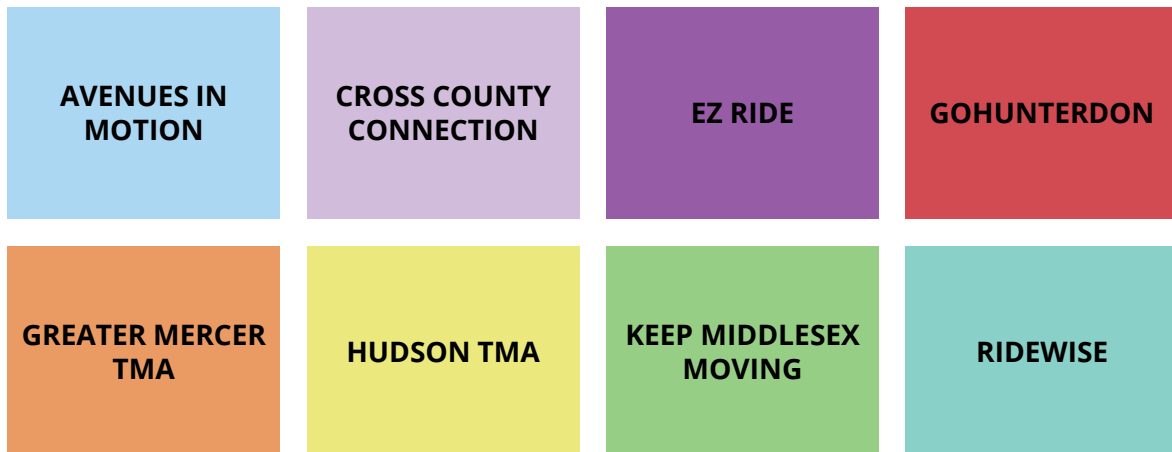 AVENUES IN
MOTION
CROSS COUNTY
CONNECTION
EZ RIDE
GOHUNTERDON
GREATER MERCER
TMA
HUDSON TMA
KEEP MIDDLESEX
MOVING
RIDEWISE